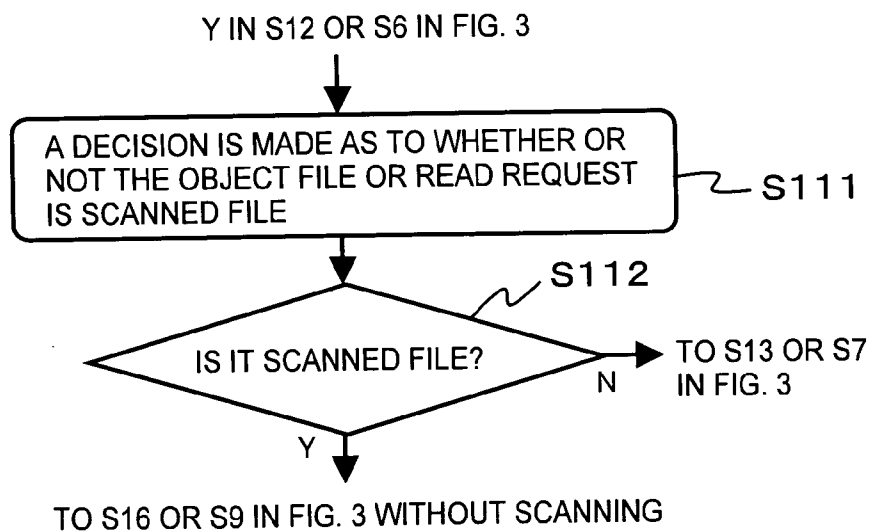 Y IN S12 OR S6 IN FIG. 3
A DECISION IS MADE AS TO WHETHER OR
NOT THE OBJECT FILE OR READ REQUEST
IS SCANNED FILE
S111
S112
IS IT SCANNED FILE?
N
TO S13 OR S7
IN FIG. 3
Y
TO S16 OR S9 IN FIG. 3 WITHOUT SCANNING